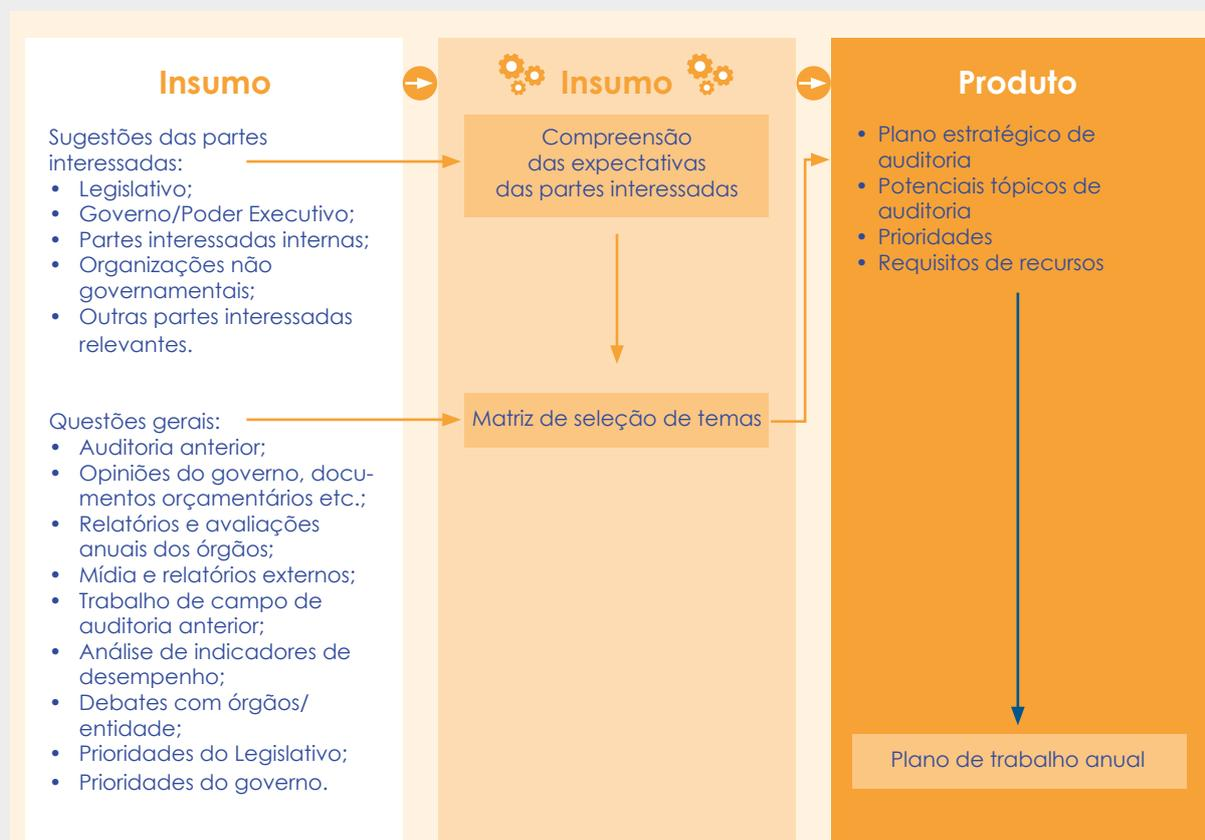 Insumo
Sugestões das partes
interessadas:
• Legislativo;
• Governo/Poder Executivo;
• Partes interessadas internas;
• Organizações não
governamentais;
• Outras partes interessadas
relevantes.
Questões gerais:
• Auditoria anterior;
• Opiniões do governo, docu-
mentos orçamentários etc.;
• Relatórios e avaliações
anuais dos órgãos;
• Mídia e relatórios externos;
• Trabalho de campo de
auditoria anterior;
• Análise de indicadores de
desempenho;
• Debates com órgãos/
entidade;
• Prioridades do Legislativo;
• Prioridades do governo.
Insumo
Compreensão
das expectativas
das partes interessadas
Matriz de seleção de temas
Produto
• Plano estratégico de
auditoria
• Potenciais tópicos de
auditoria
• Prioridades
• Requisitos de recursos
Plano de trabalho anual